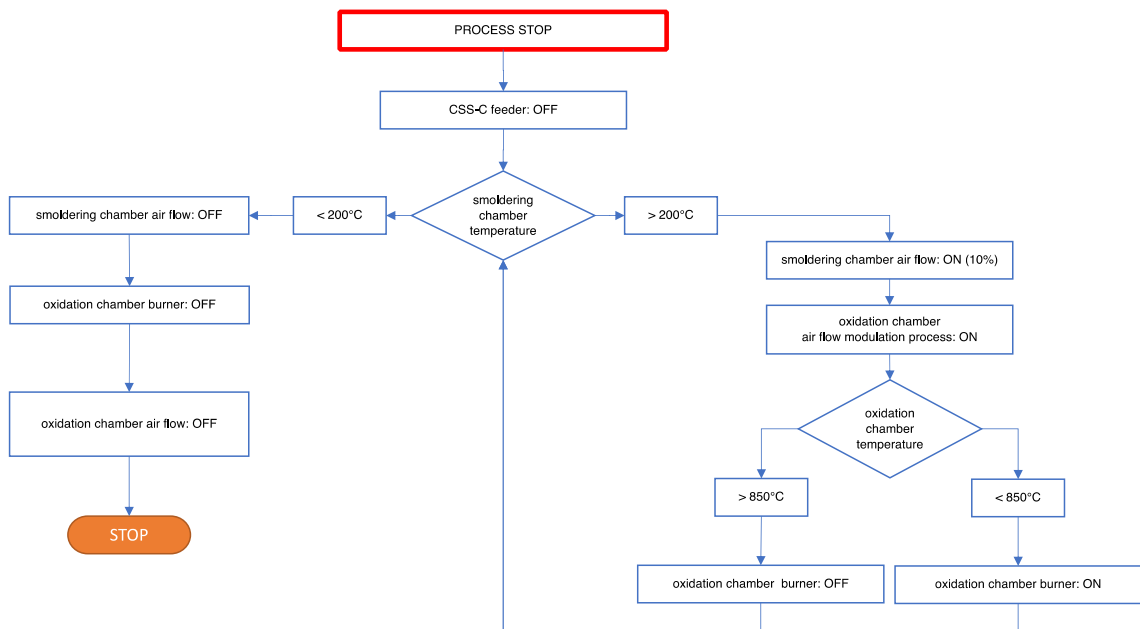 PROCESS STOP
CSS-C feeder: OFF
smoldering
chamber
temperature
< 200°C
> 200°C
smoldering chamber air flow: OFF
oxidation chamber burner: OFF
oxidation chamber air flow: OFF
STOP
smoldering chamber air flow: ON (10%)
oxidation chamber
air flow modulation process: ON
oxidation
chamber
temperature
> 850°C
< 850°C
oxidation chamber burner: OFF
oxidation chamber burner: ON